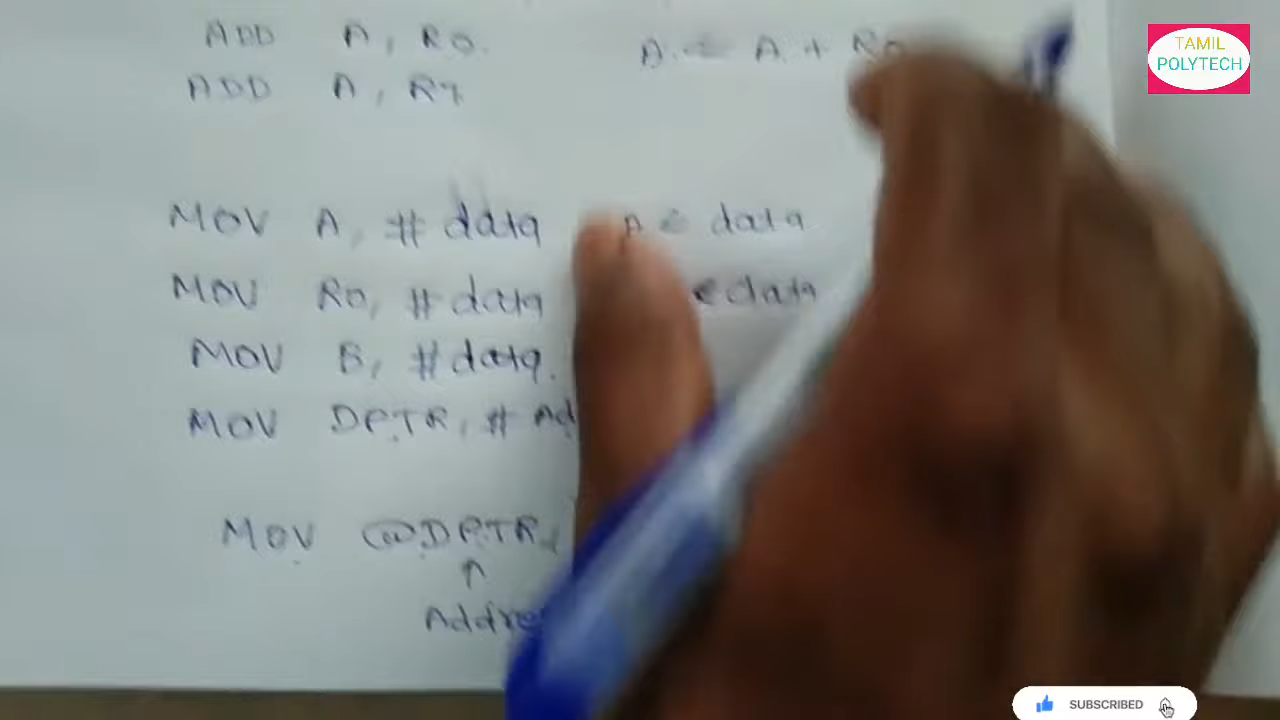 ADD A, R0.
A ← A + R0
ADD A, R7
MOV A, # data A ← data
MOV R0, # data ← data
MOV B, # data.
MOV DPTR, #
MOV @DPTR,
↑
TAMIL
POLYTECH
SUBSCRIBED